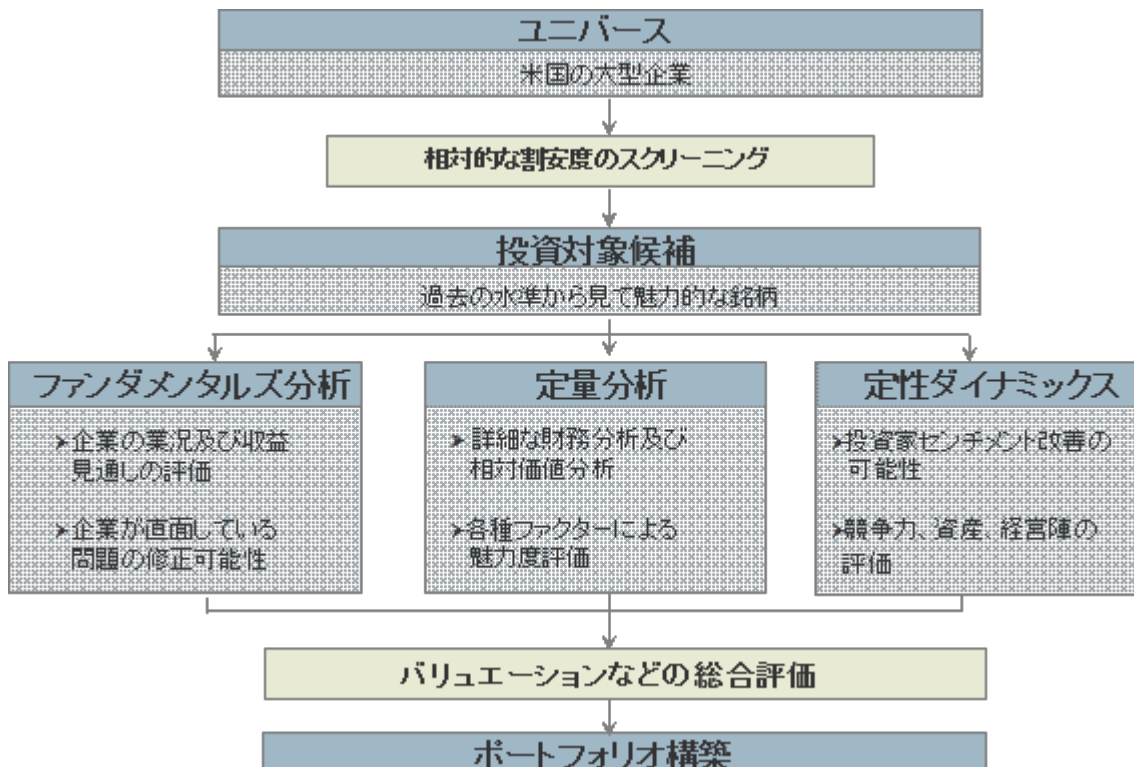 ユニバース
米国の大型企業
相対的な割安度のスクリーニング
投資対象候補
過去の水準から見て魅力的な銘柄
ファンダメンタルズ分析
➤企業の業況及び収益
見通しの評価
➤企業が直面している
問題の修正可能性
定量分析
➤詳細な財務分析及び
相対価値分析
➤各種ファクターによる
魅力度評価
定性ダイナミックス
➤投資家センチメント改善の
可能性
➤競争力、資産、経営陣の
評価
バリュエーションなどの総合評価
ポートフォリオ構築